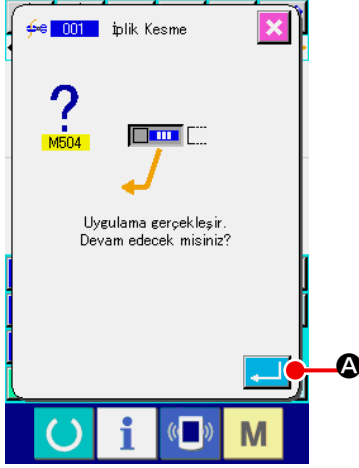 001 İplik Kesme
?
M504
Uygulama gerçekleşir.
Devam edecek misiniz?
A
i
M